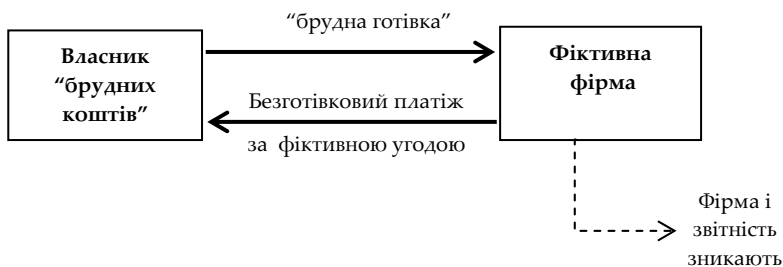 “брудна готівка”
Власник
“брудних
коштів”
Фіктивна
фірма
Безготівковий платіж
за фіктивною угодою
Фірма і
звітність
зникають